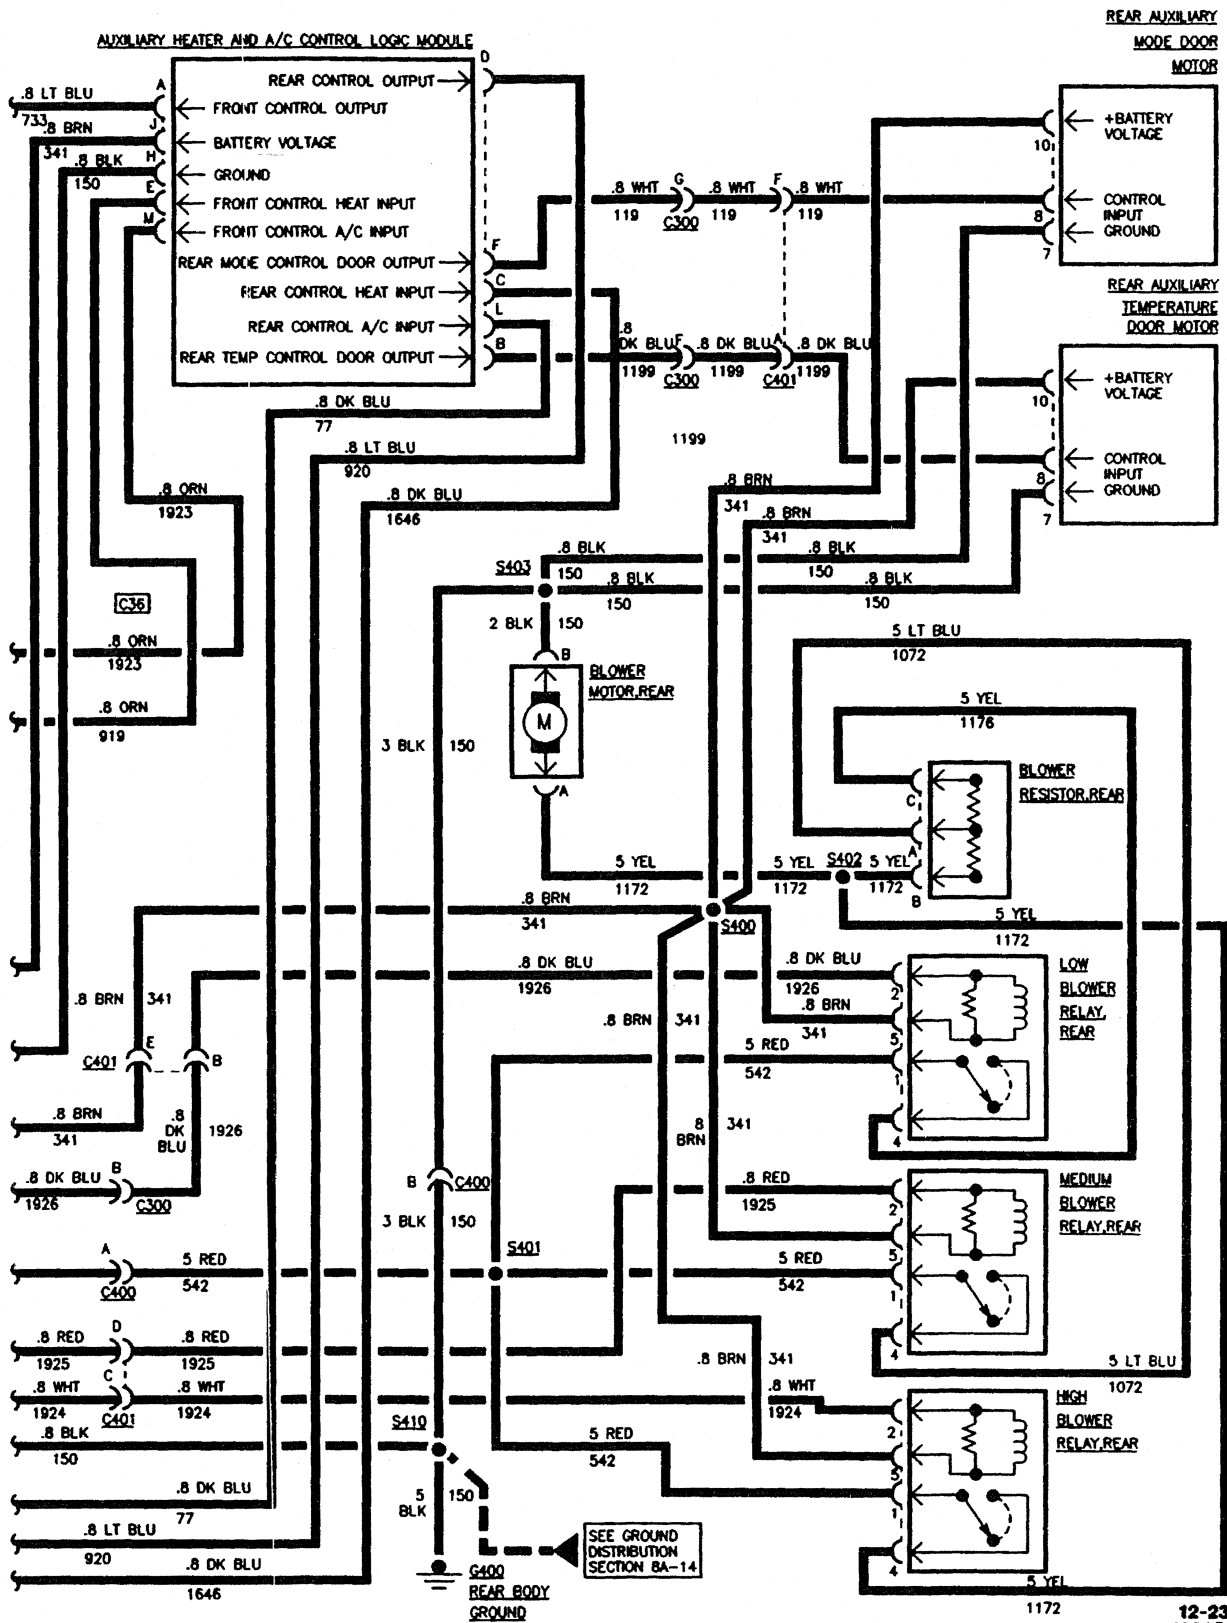 REAR AUXILIARY
MODE DOOR
MOTOR
AUXILIARY HEATER AND A/C CONTROL LOGIC MODULE
D
REAR CONTROL OUTPUT
A
.8 LT BLU
733
FRONT CONTROL OUTPUT
J
.8 BRN
341
BATTERY VOLTAGE
H
.8 BLK
150
GROUND
E
FRONT CONTROL HEAT INPUT
M
FRONT CONTROL A/C INPUT
REAR MODE CONTROL DOOR OUTPUT
F
REAR CONTROL HEAT INPUT
C
REAR CONTROL A/C INPUT
L
REAR TEMP CONTROL DOOR OUTPUT
B
+BATTERY
VOLTAGE
10
.8 WHT G .8 WHT F .8 WHT
119 C300 119 119
CONTROL
INPUT
8
GROUND
7
REAR AUXILIARY
TEMPERATURE
DOOR MOTOR
.8
DK BLU F .8 DK BLU A .8 DK BLU
1199 C300 1199 C401 1199
+BATTERY
VOLTAGE
10
.8 DK BLU
77
1199
.8 LT BLU
920
CONTROL
INPUT
8
GROUND
7
.8 DK BLU
1646
.8 BRN
341
.8 BRN
341
.8 ORN
1923
S403
.8 BLK .8 BLK
150 150
.8 BLK .8 BLK
150 150
C36
2 BLK 150
.8 ORN
1923
5 LT BLU
1072
B
BLOWER
MOTOR,REAR
M
A
.8 ORN
919
5 YEL
1176
3 BLK 150
BLOWER
RESISTOR,REAR
C
A
B
5 YEL 5 YEL S402 5 YEL
1172 1172 1172
.8 BRN
341
S400
5 YEL
1172
.8 DK BLU .8 DK BLU
1926 1926
2
LOW
BLOWER
RELAY,
REAR
.8 BRN 341
.8 BRN 341
.8 BRN
341
5
C401 E B
5 RED
542
1
4
.8 BRN
341
.8
DK
BLU
1926
8
BRN
341
.8 DK BLU B
1926 C300
B C400
.8 RED
1925
2
MEDIUM
BLOWER
RELAY,REAR
3 BLK 150
5
A 5 RED
C400 542
S401
5 RED
542
1
4
.8 RED D .8 RED
1925 1925
C
.8 WHT .8 WHT
1924 C401 1924
.8 BRN 341
5 LT BLU
1072
.8 WHT
1924
2
HIGH
BLOWER
RELAY,REAR
.8 BLK
150
S410
5 RED
542
5
1
4
.8 DK BLU
77
5
BLK
150
.8 LT BLU
920
SEE GROUND
DISTRIBUTION
SECTION 8A-14
.8 DK BLU
1646
G400
REAR BODY
GROUND
5 YEL
1172
12-23